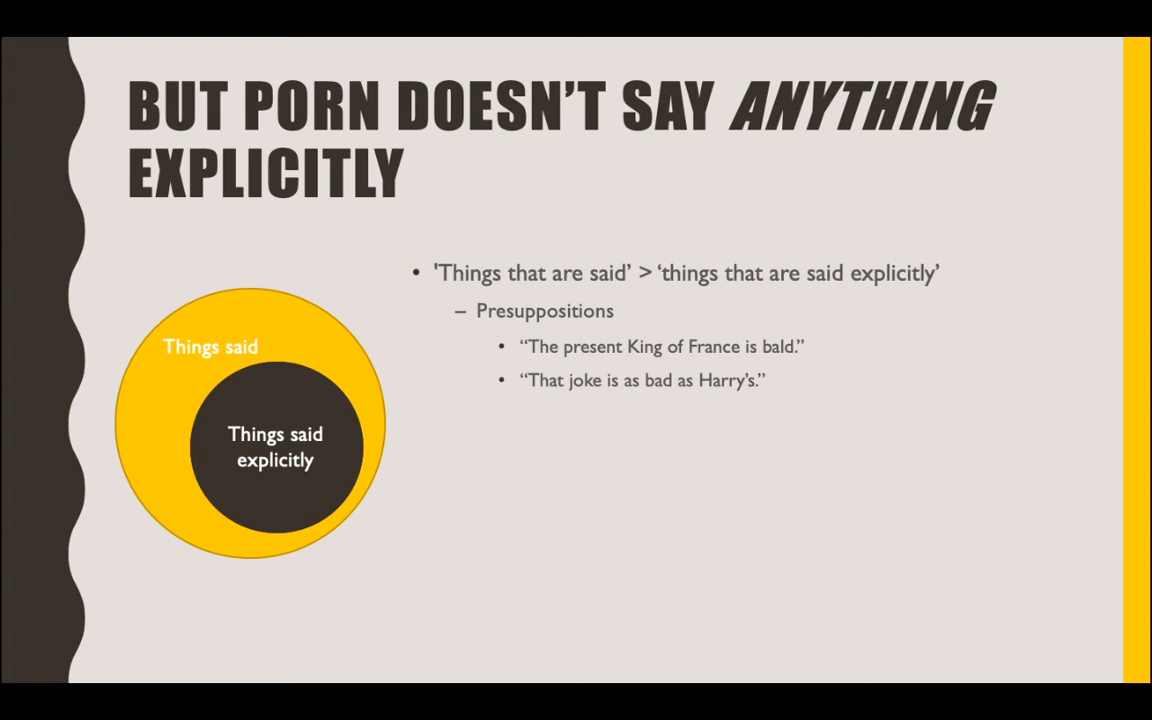 BUT PORN DOESN’T SAY ANYTHING
EXPLICITLY
• 'Things that are said’ > ‘things that are said explicitly’
– Presuppositions
• “The present King of France is bald.”
• “That joke is as bad as Harry’s.”
Things said
Things said
explicitly